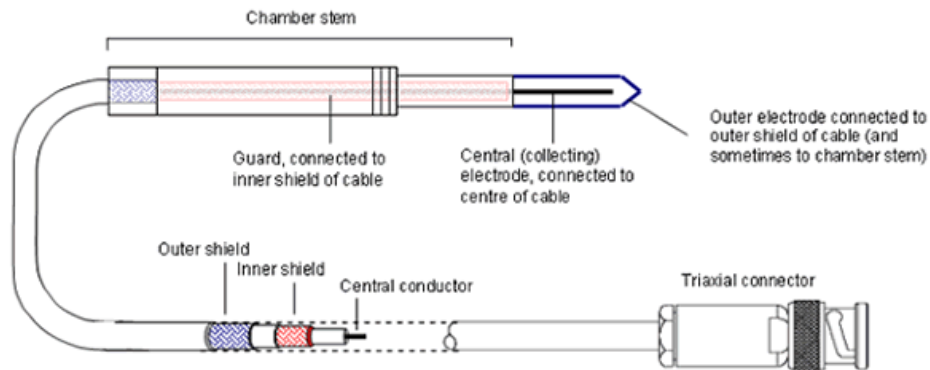 Chamber stem
Guard, connected to
inner shield of cable
Central (collecting)
electrode, connected to
centre of cable
Outer electrode connected to
outer shield of cable (and
sometimes to chamber stem)
Outer shield
Inner shield
Central conductor
Triaxial connector